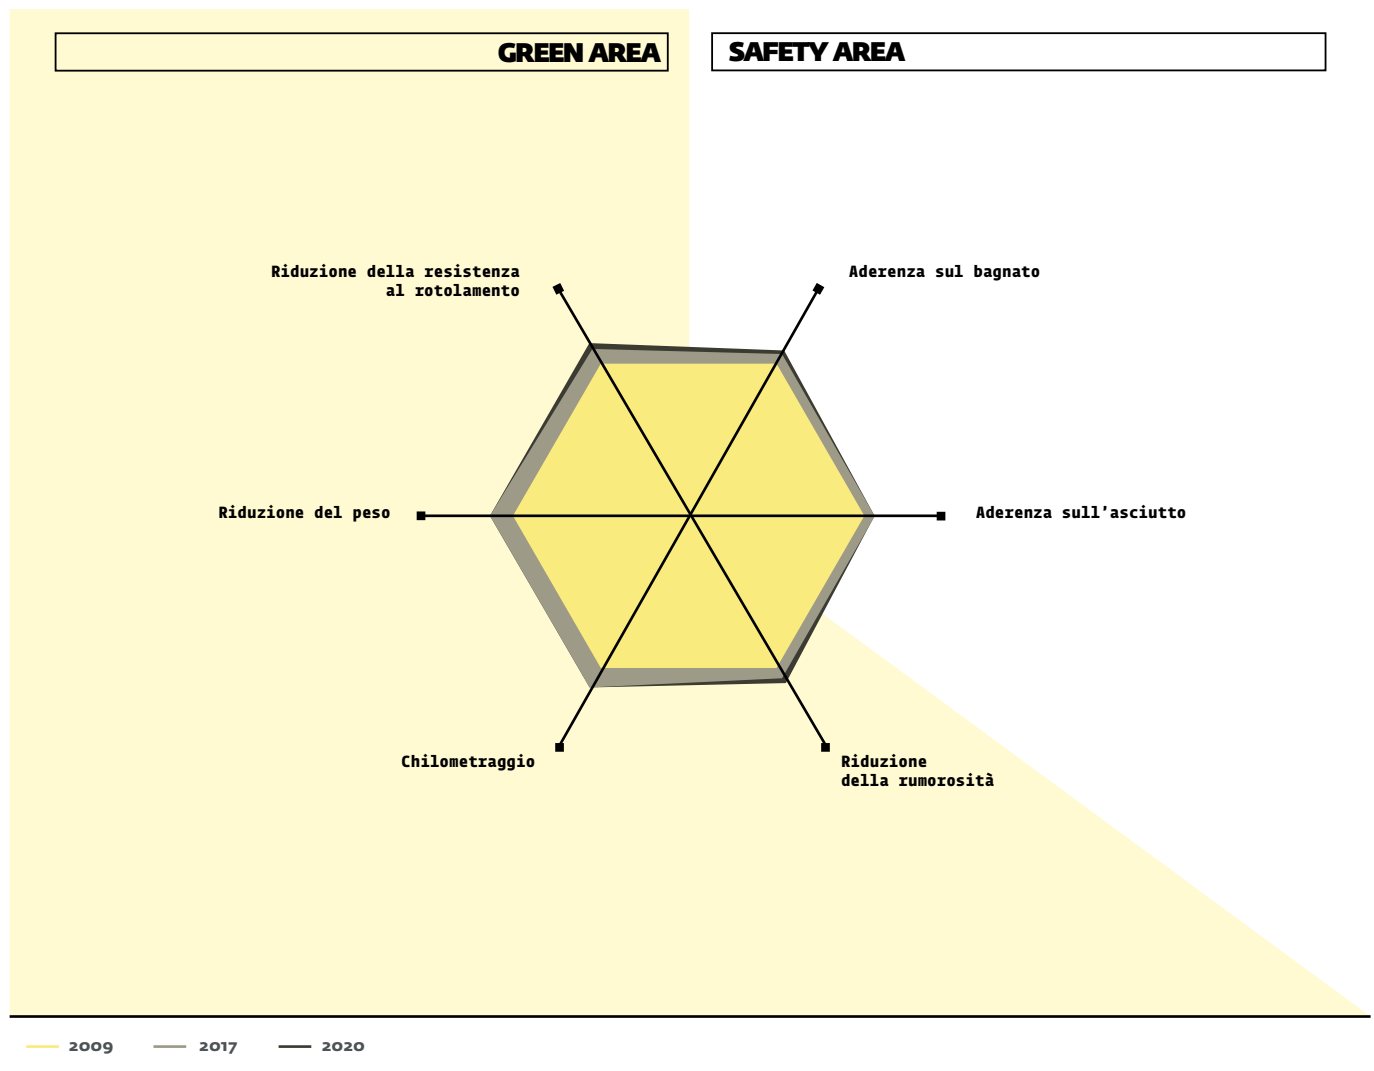 GREEN AREA
SAFETY AREA
Riduzione della resistenza
al rotolamento
Aderenza sul bagnato
Riduzione del peso
Aderenza sull'asciutto
Chilometraggio
Riduzione
della rumorosità
2009
2017
2020